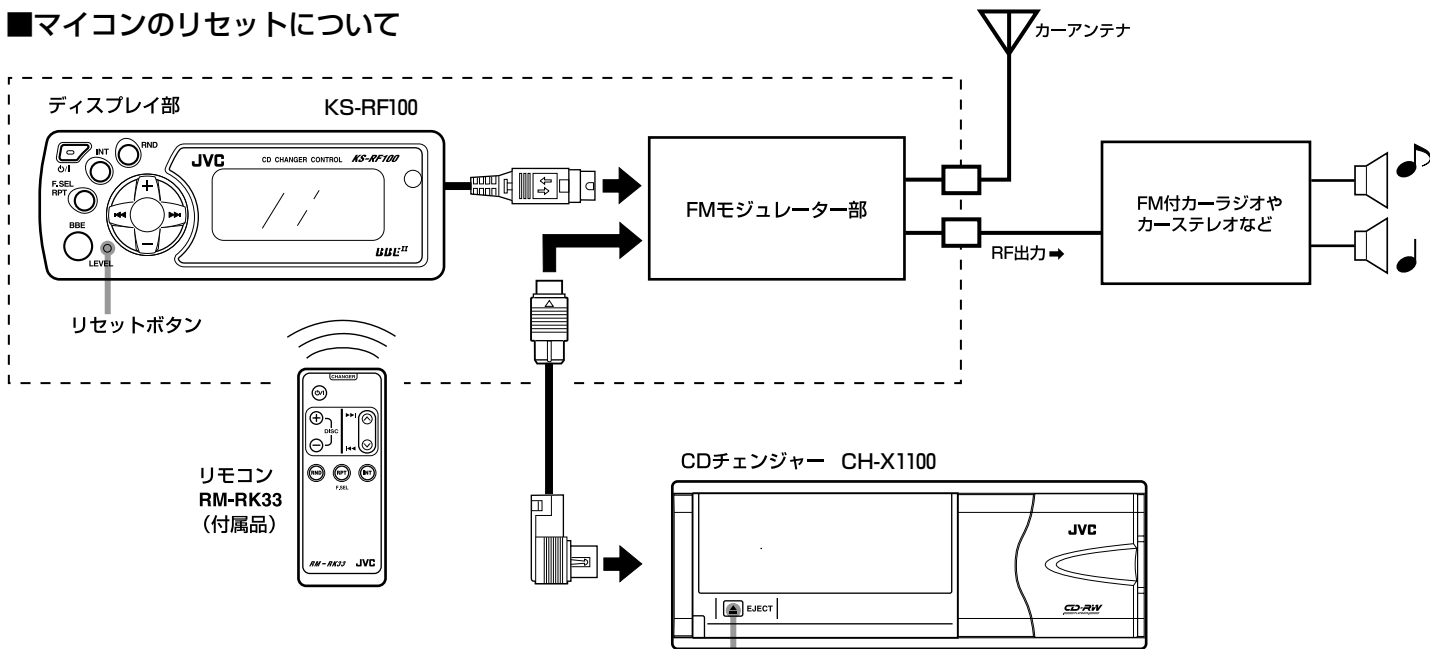 ■マイコンのリセットについて
カーアンテナ
ディスプレイ部 KS-RF100
INT
RND
JVC
CD CHANGER CONTROL KS-RF100
F.SEL
RPT
BBE
LEVEL
BBE II
リセットボタン
FMモジュレーター部
RF出力
FM付カーラジオや
カーステレオなど
CHANGER
DISC
RND
RPT
INT
F.SEL
RM-RK33 JVC
リモコン
RM-RK33
（付属品）
CDチェンジャー CH-X1100
JVC
EJECT
CD-RW